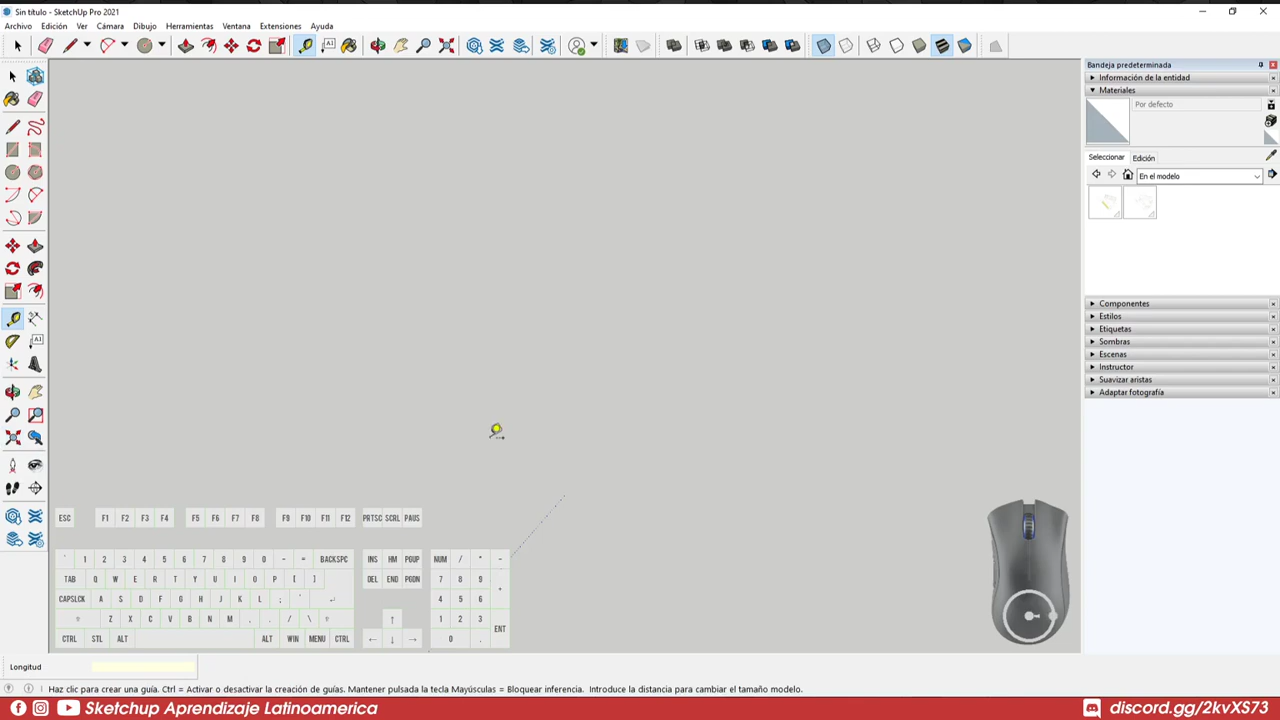 Sin título - SketchUp Pro 2021
Archivo Edición Ver Cámara Dibujo Herramientas Ventana Extensiones Ayuda
Bandeja predeterminada
Información de la entidad
Materiales
Por defecto
Seleccionar Edición
En el modelo
Componentes
Estilos
Etiquetas
Sombras
Escenas
Instructor
Suavizar aristas
Adaptar fotografía
ESC F1 F2 F3 F4 F5 F6 F7 F8 F9 F10 F11 F12 PRTSC SCRL PAUS
` 1 2 3 4 5 6 7 8 9 0 - = BACKSPC INS HM PGUP NUM / * -
TAB Q W E R T Y U I O P [ ] DEL END PGDN 7 8 9 +
CAPSLCK A S D F G H J K L ; ' ↵ 4 5 6
⇧ Z X C V B N M , . / \ ⇧ ↑ 1 2 3 ENT
CTRL STL ALT ALT WIN MENU CTRL ← ↓ → 0 .
Longitud
Haz clic para crear una guía. Ctrl = Activar o desactivar la creación de guías. Mantener pulsada la tecla Mayúsculas = Bloquear inferencia. Introduce la distancia para cambiar el tamaño modelo.
Sketchup Aprendizaje Latinoamerica
discord.gg/2kvXS73